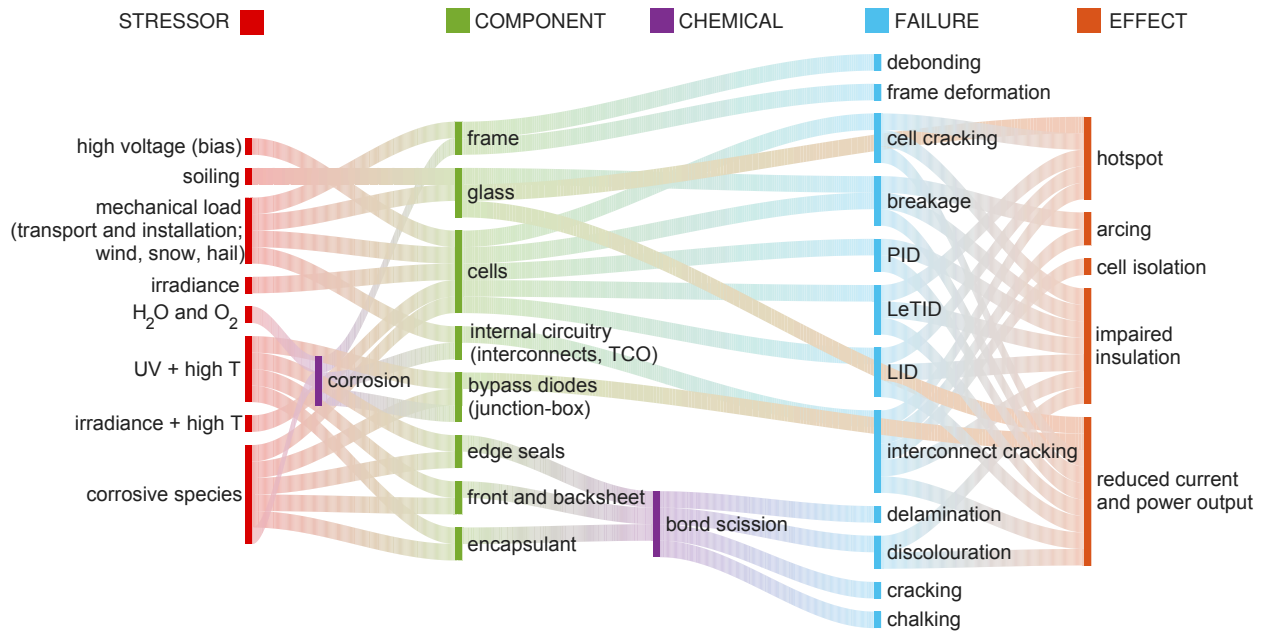 STRESSOR
COMPONENT
CHEMICAL
FAILURE
EFFECT
high voltage (bias)
soiling
mechanical load
(transport and installation;
wind, snow, hail)
irradiance
H2O and O2
UV + high T
irradiance + high T
corrosive species
corrosion
frame
glass
cells
internal circuitry
(interconnects, TCO)
bypass diodes
(junction-box)
edge seals
front and backsheet
encapsulant
bond scission
debonding
frame deformation
cell cracking
breakage
PID
LeTID
LID
interconnect cracking
delamination
discolouration
cracking
chalking
hotspot
arcing
cell isolation
impaired
insulation
reduced current
and power output